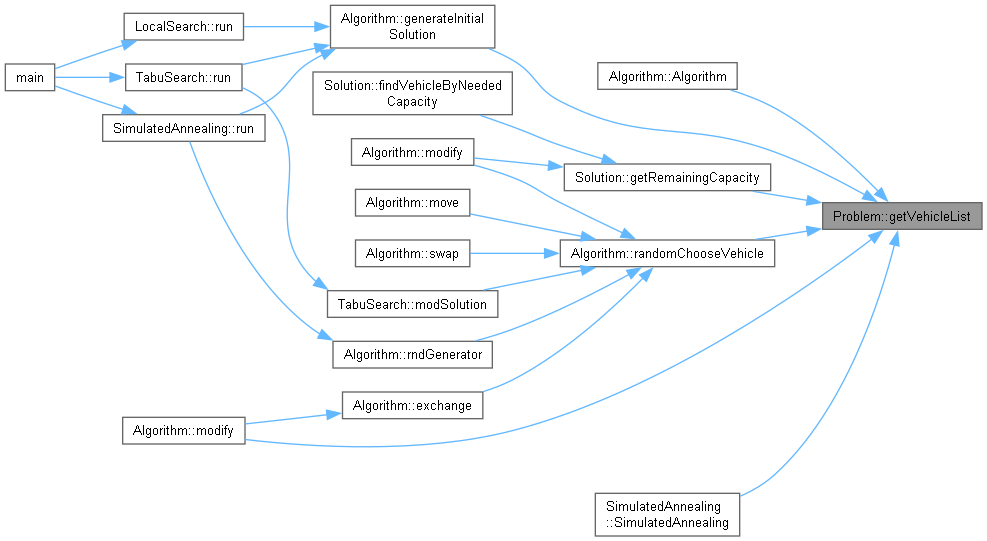 LocalSearch::run
Algorithm::generateInitial
Solution
main
TabuSearch::run
Algorithm::Algorithm
Solution::findVehicleByNeeded
Capacity
SimulatedAnnealing::run
Algorithm::modify
Solution::getRemainingCapacity
Algorithm::move
Problem::getVehicleList
Algorithm::swap
Algorithm::randomChooseVehicle
TabuSearch::modSolution
Algorithm::rndGenerator
Algorithm::exchange
Algorithm::modify
SimulatedAnnealing
::SimulatedAnnealing